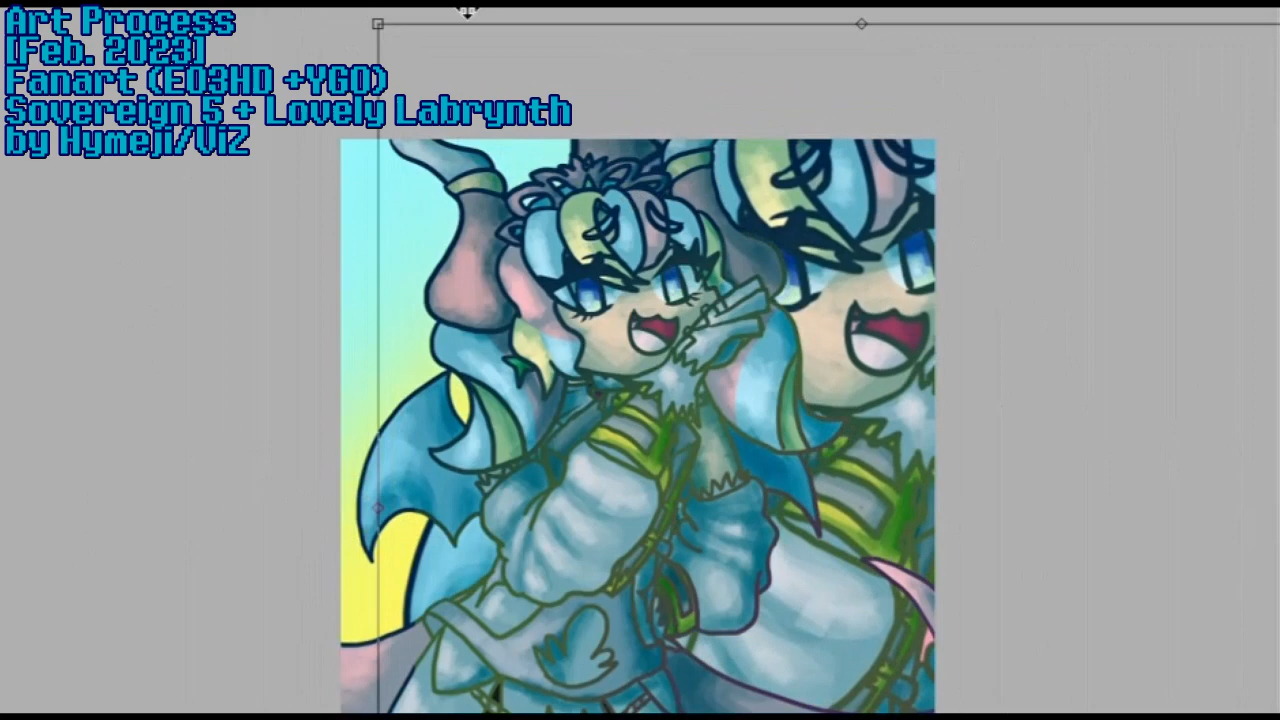 Art Process
[Feb. 2023]
Fanart (EO3HD +YGO)
Sovereign 5 + Lovely Labrynth
by Hymeji/ViZ